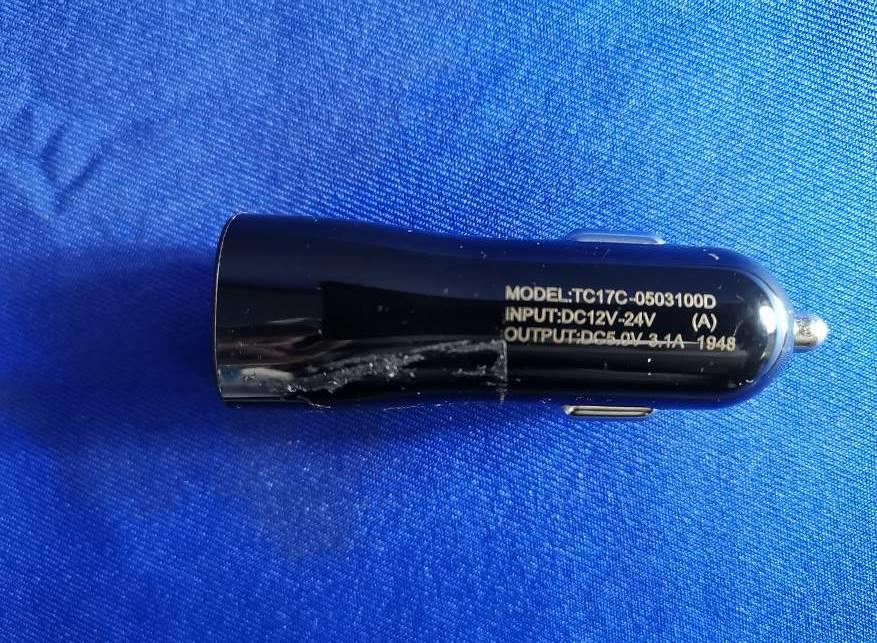 MODEL:TC17C-0503100D
INPUT:DC12V-24V (A)
OUTPUT:DC5.0V 3.1A 1948